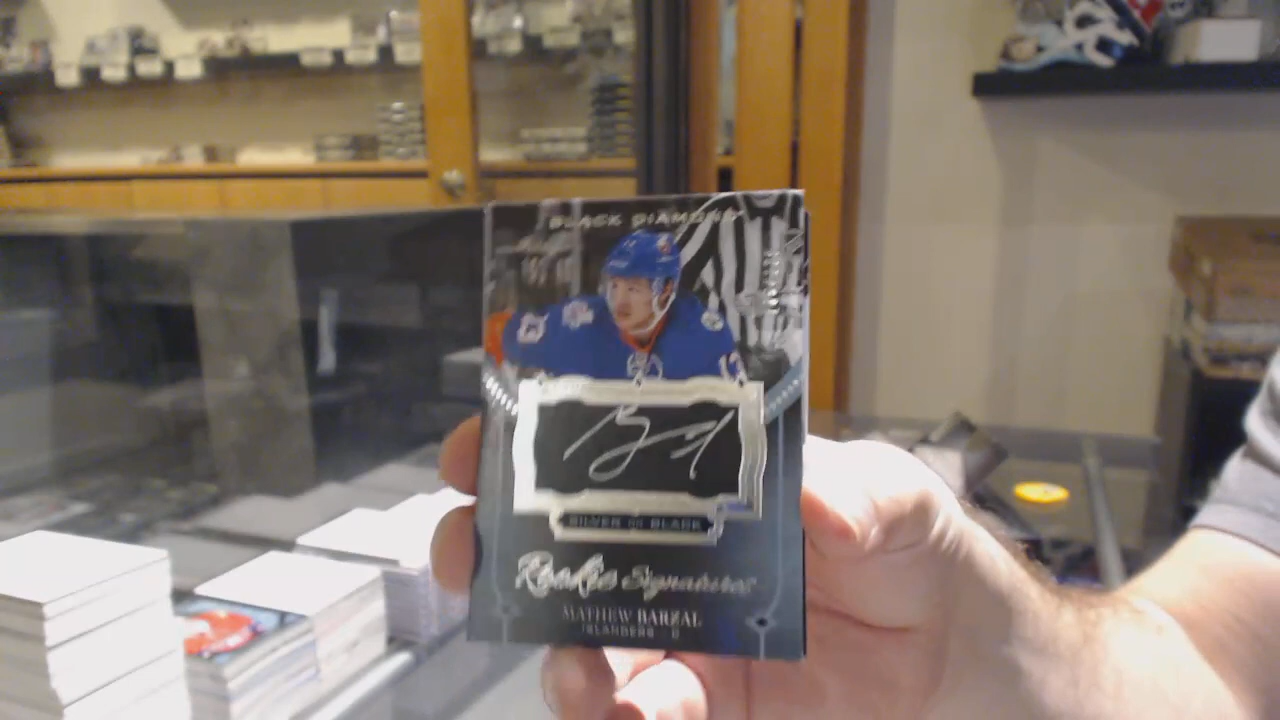 BLACK DIAMOND
SILVER on BLACK
Rookie Signatures
MATHEW BARZAL
ISLANDERS C